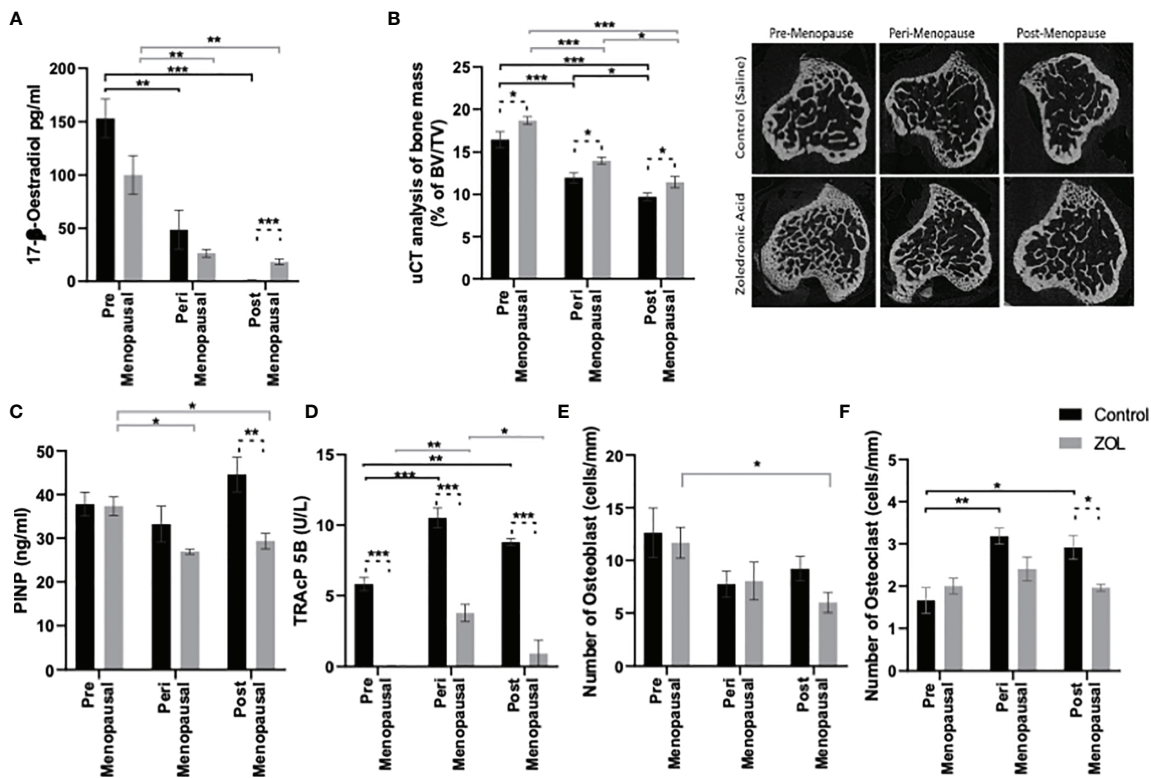 A
** 
**
***
**
200
150
100
50
0
17-β-Oestradiol pg/ml
***
Pre
Peri
Post
Menopausal
Menopausal
Menopausal
B
***
***
*
***
***
*
*
*
*
25
20
15
10
5
0
uCT analysis of bone mass
(% of BV/TV)
Pre
Peri
Post
Menopausal
Menopausal
Menopausal
Pre-Menopause
Peri-Menopause
Post-Menopause
Control (Saline)
Zoledronic Acid
C
*
*
**
50
40
30
20
10
0
PINP (ng/ml)
Pre
Peri
Post
Menopausal
Menopausal
Menopausal
D
*
**
**
***
***
***
***
15
10
5
0
TRAcP 5B (U/L)
Pre
Peri
Post
Menopausal
Menopausal
Menopausal
E
*
20
15
10
5
0
Number of Osteoblast (cells/mm)
Pre
Peri
Post
Menopausal
Menopausal
Menopausal
F
Control
ZOL
*
**
*
5
4
3
2
1
0
Number of Osteoclast (cells/mm)
Pre
Peri
Post
Menopausal
Menopausal
Menopausal